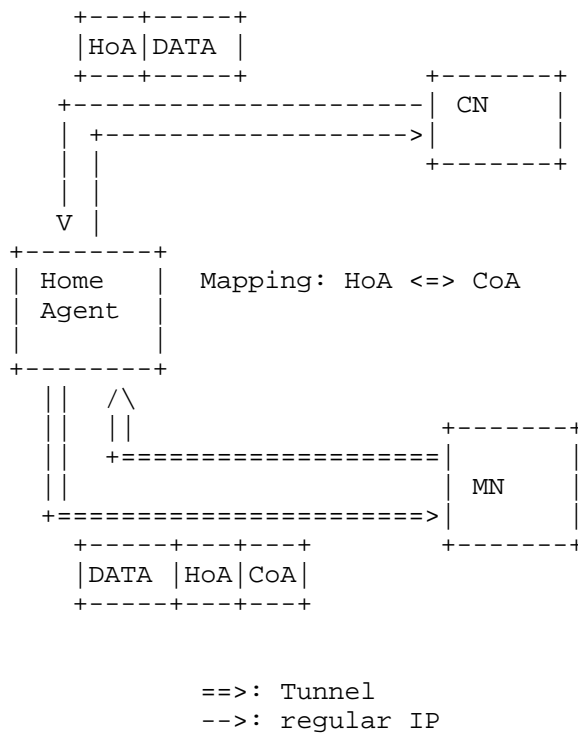 HoA DATA
CN
Home Mapping: HoA <=> CoA
Agent
MN
DATA HoA CoA
==>: Tunnel
-->: regular IP